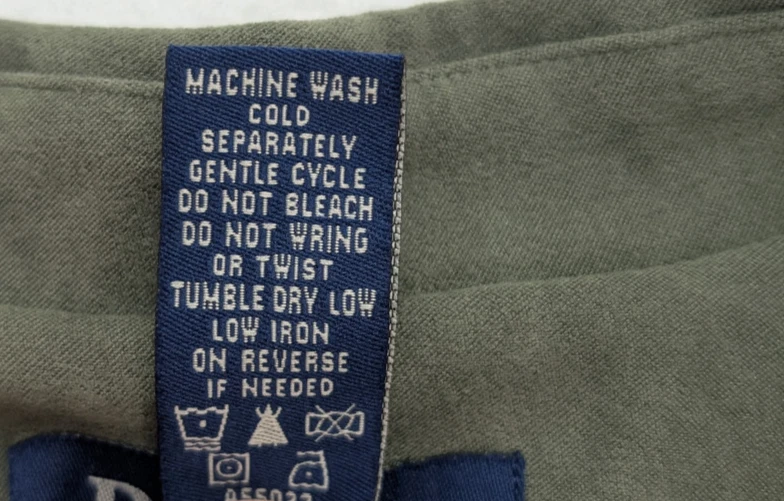 MACHINE WASH
COLD
SEPARATELY
GENTLE CYCLE
DO NOT BLEACH
DO NOT WRING
OR TWIST
TUMBLE DRY LOW
LOW IRON
ON REVERSE
IF NEEDED